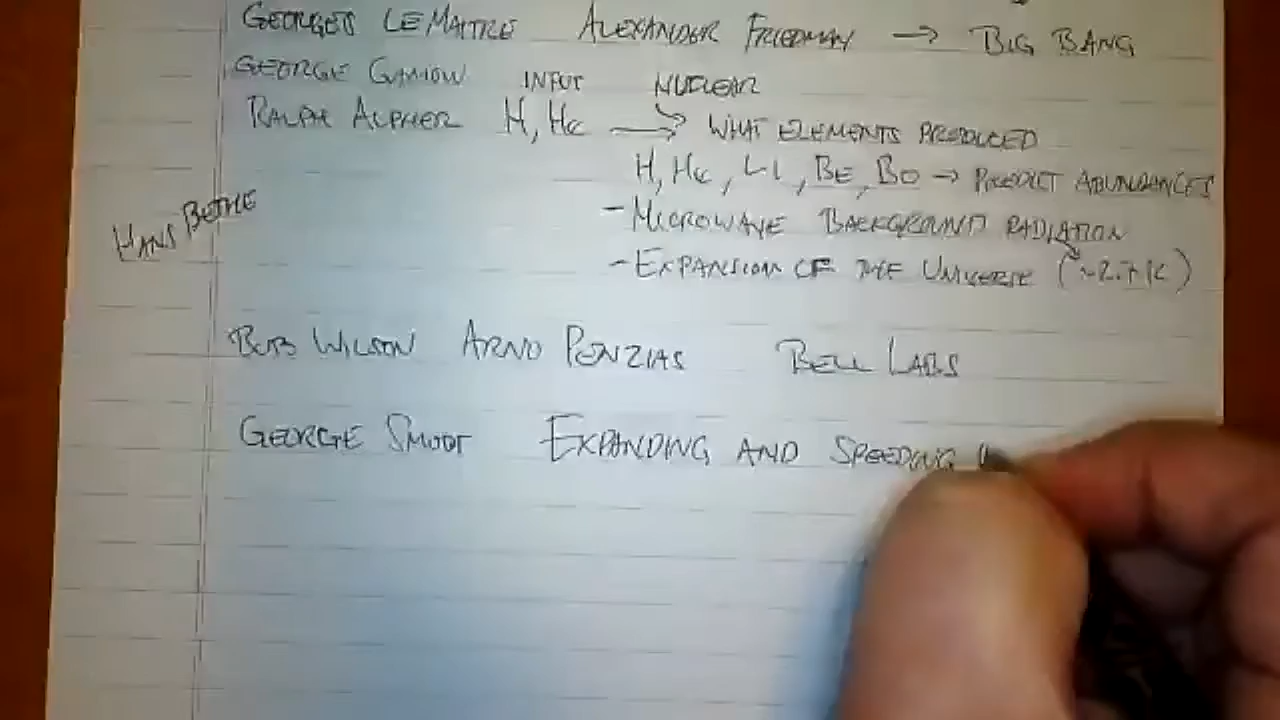 GEORGES LEMAITRE ALEXANDER FRIEDMAN → BIG BANG
GEORGE GAMOW INPUT NUCLEAR
RALPH ALPHER H, He → WHAT ELEMENTS PRODUCED
H, He, LI, BE, BO → PREDICT ABUNDANCES
HANS BETHE
- MICROWAVE BACKGROUND RADIATION
- EXPANSION OF THE UNIVERSE (~2.7K)
BOB WILSON ARNO PENZIAS BELL LABS
GEORGE SMOOT EXPANDING AND SPEEDING